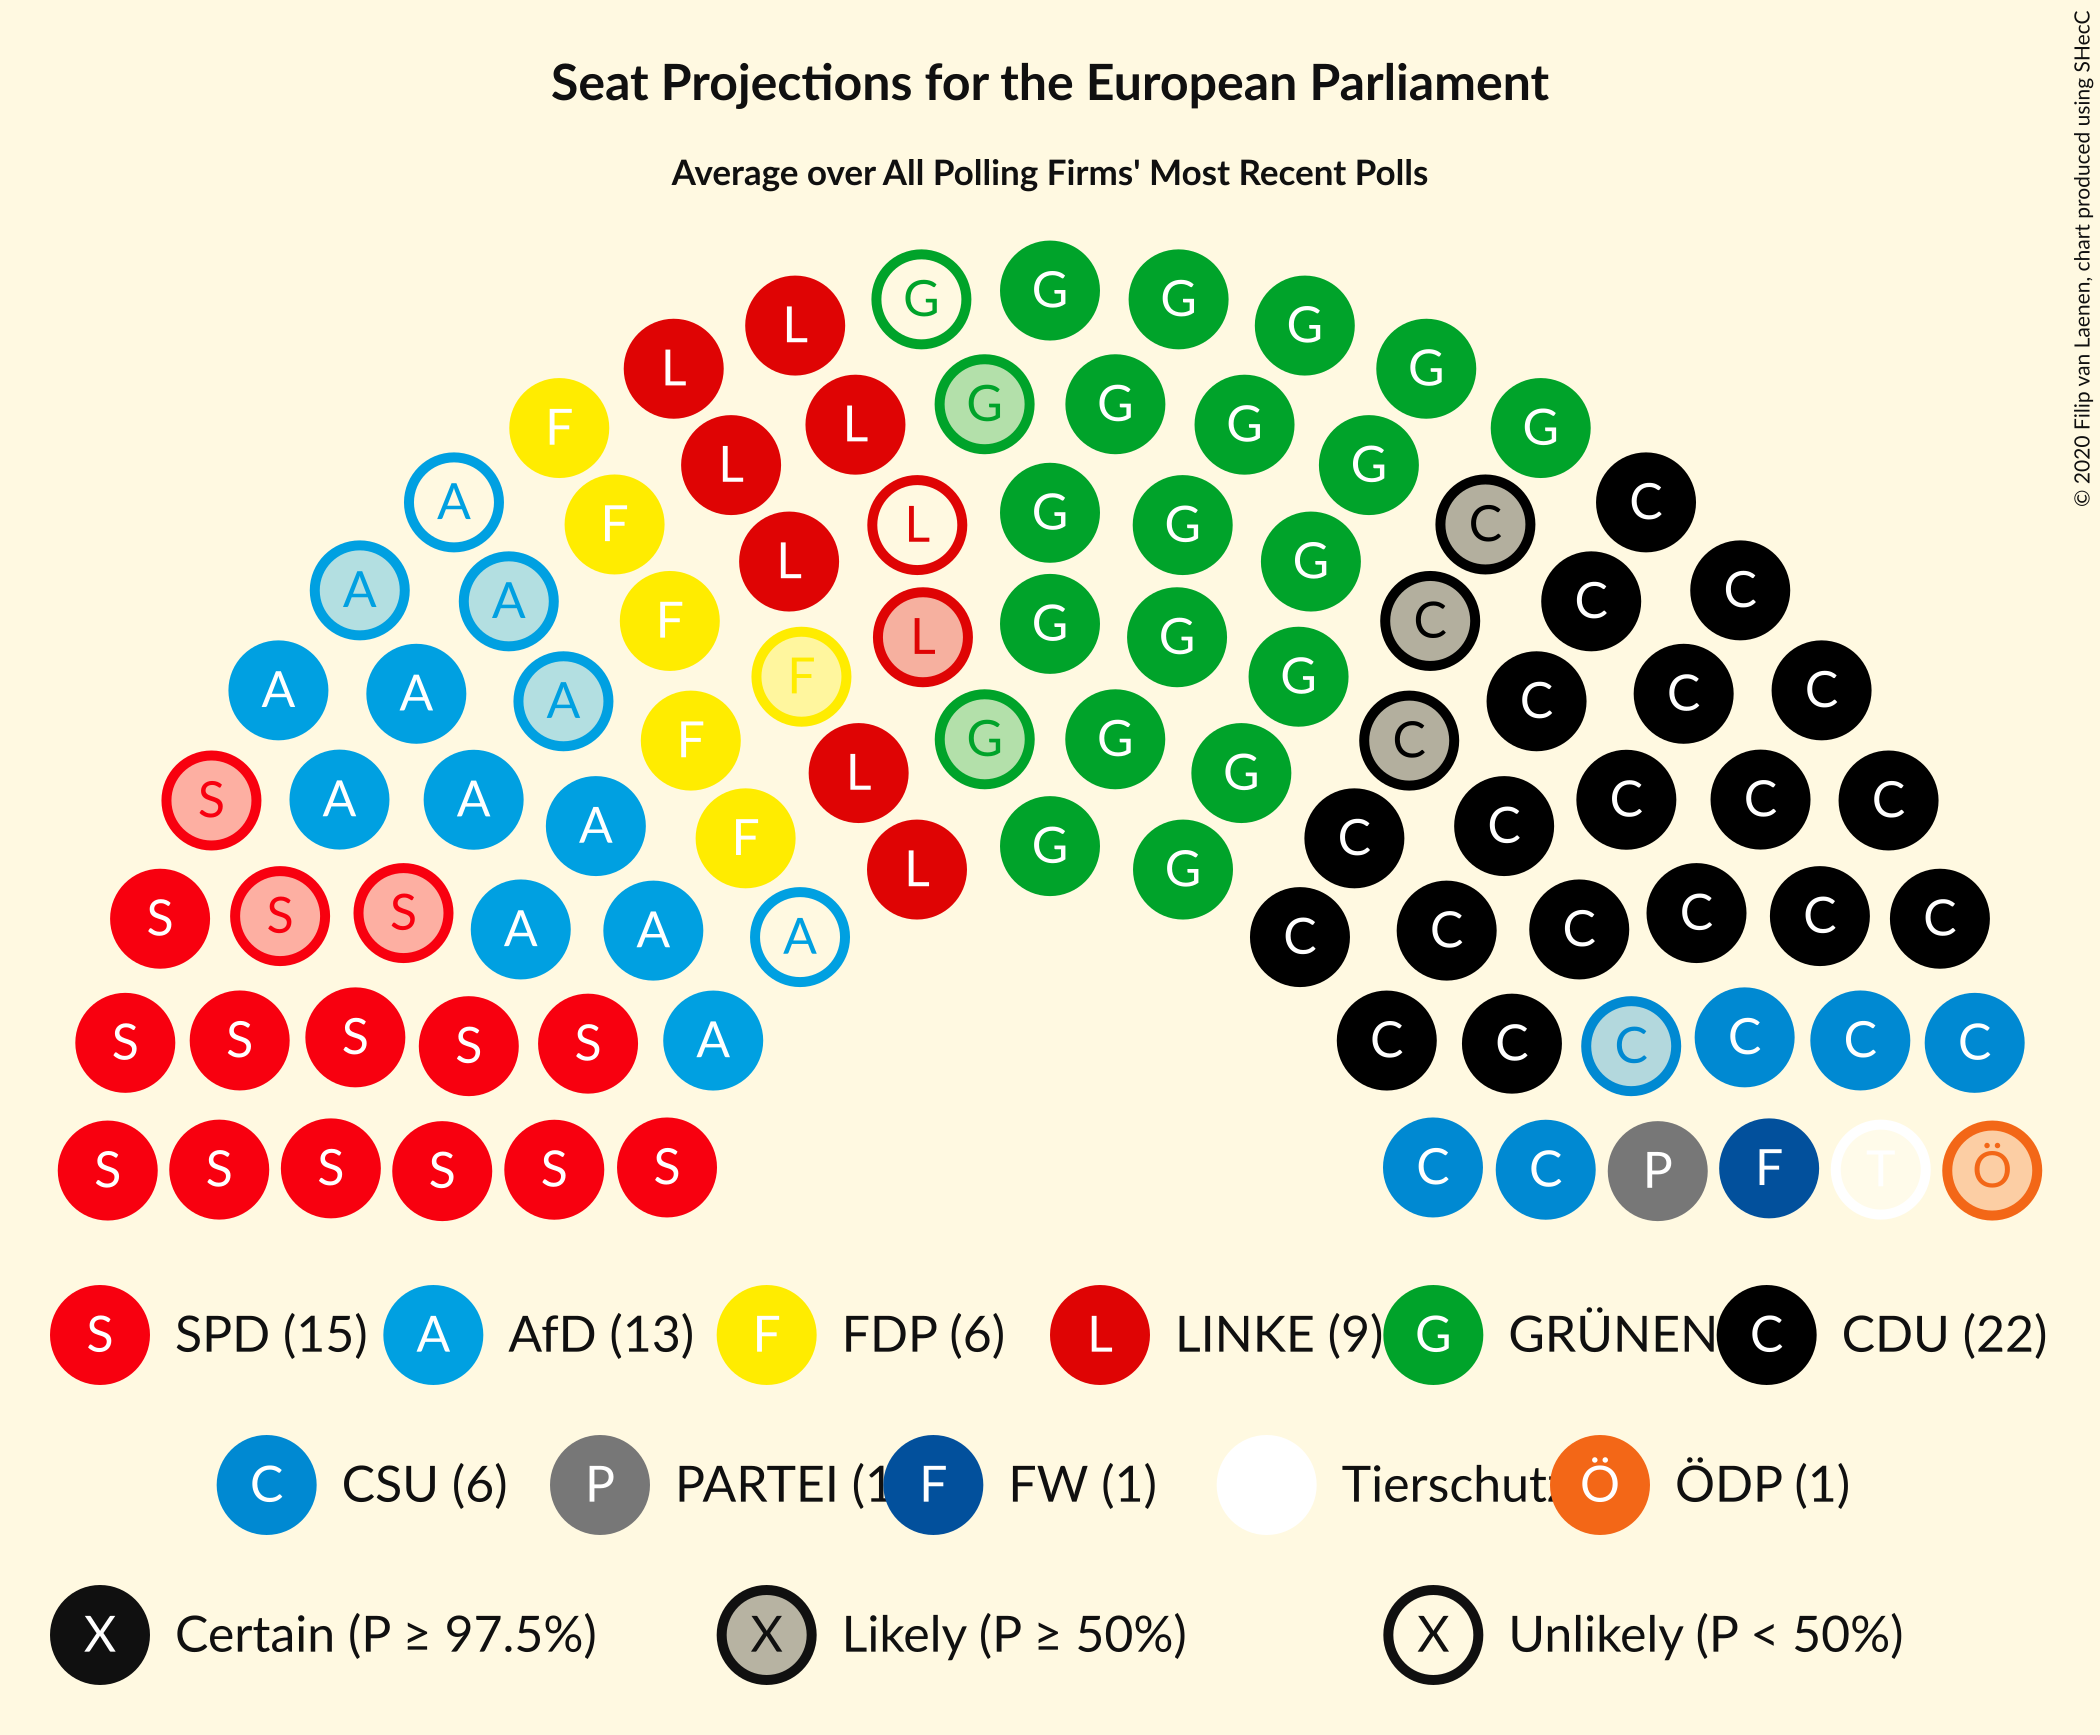 Seat Projections for the European Parliament
Average over All Polling Firms' Most Recent Polls
© 2020 Filip van Laenen, chart produced using SHecC
G G G G
L L G G
L G G G G
F L G
A F L L G G G C C
A A F L G C C
F L G G C
A A A F G G C C C
F L G G G C
S A A A F L G C C C C C
S S S A A A L G G C C C C C C C
S S S S S A C C C C C C
S S S S S S C C P F T Ö
S SPD (15) A AfD (13) F FDP (6) L LINKE (9) G GRÜNEN C CDU (22)
C CSU (6) P PARTEI (1 F FW (1) Tierschutz Ö ÖDP (1)
X Certain (P ≥ 97.5%) X Likely (P ≥ 50%) X Unlikely (P < 50%)